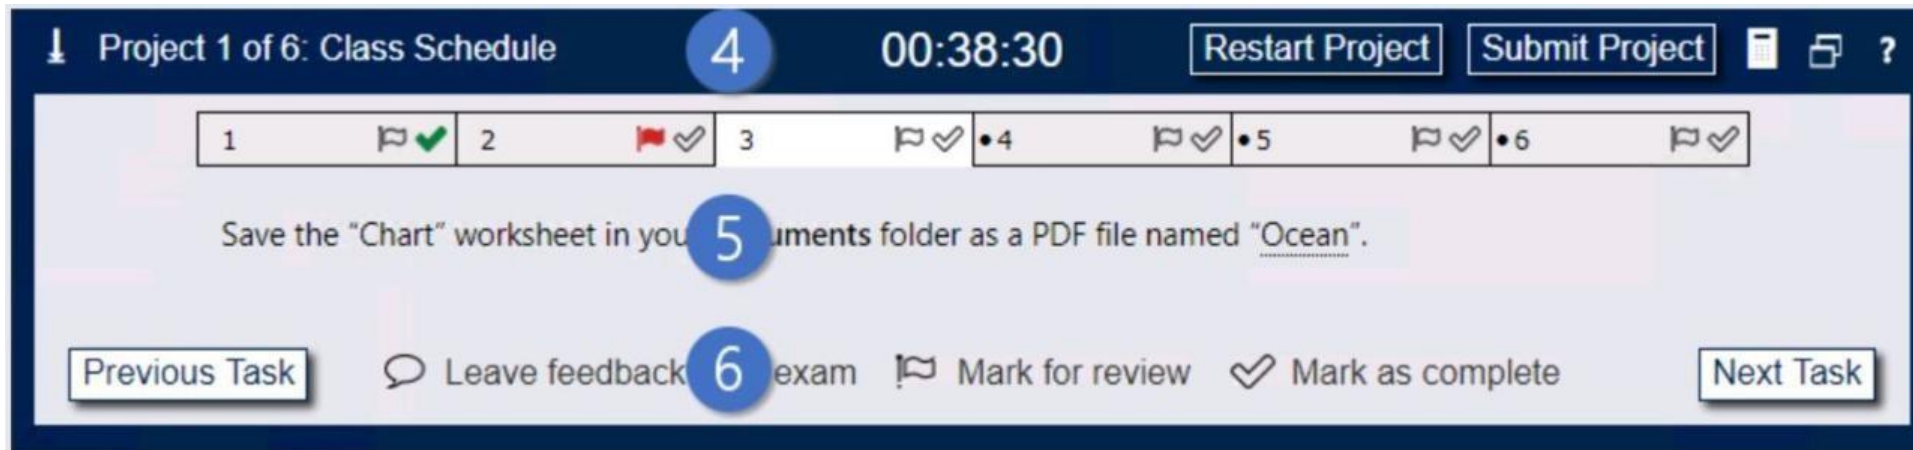 Project 1 of 6: Class Schedule 4 00:38:30 Restart Project Submit Project ?
1 2 3 •4 •5 •6
Save the “Chart” worksheet in you 5 uments folder as a PDF file named “Ocean”.
Previous Task Leave feedback 6 exam Mark for review Mark as complete Next Task